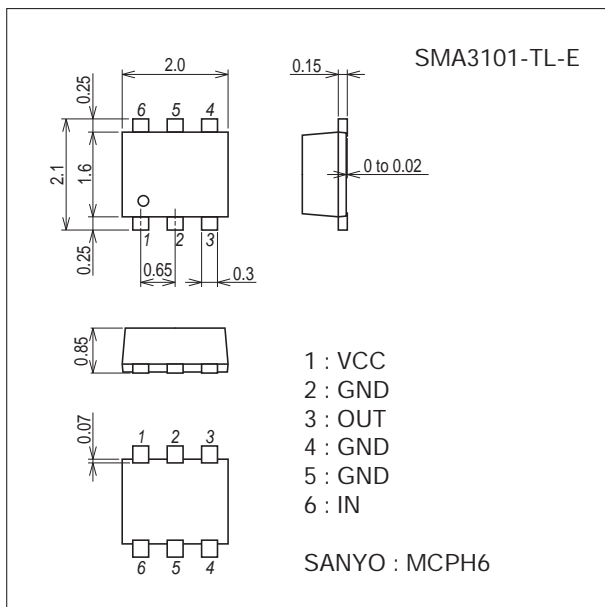 SMA3101-TL-E
2.0
0.15
0.25
6 5 4
2.1
1.6
0 to 0.02
0.25
1 2 3
0.65
0.3
0.85
1 : VCC
2 : GND
3 : OUT
4 : GND
5 : GND
6 : IN
0.07
1 2 3
6 5 4
SANYO : MCPH6